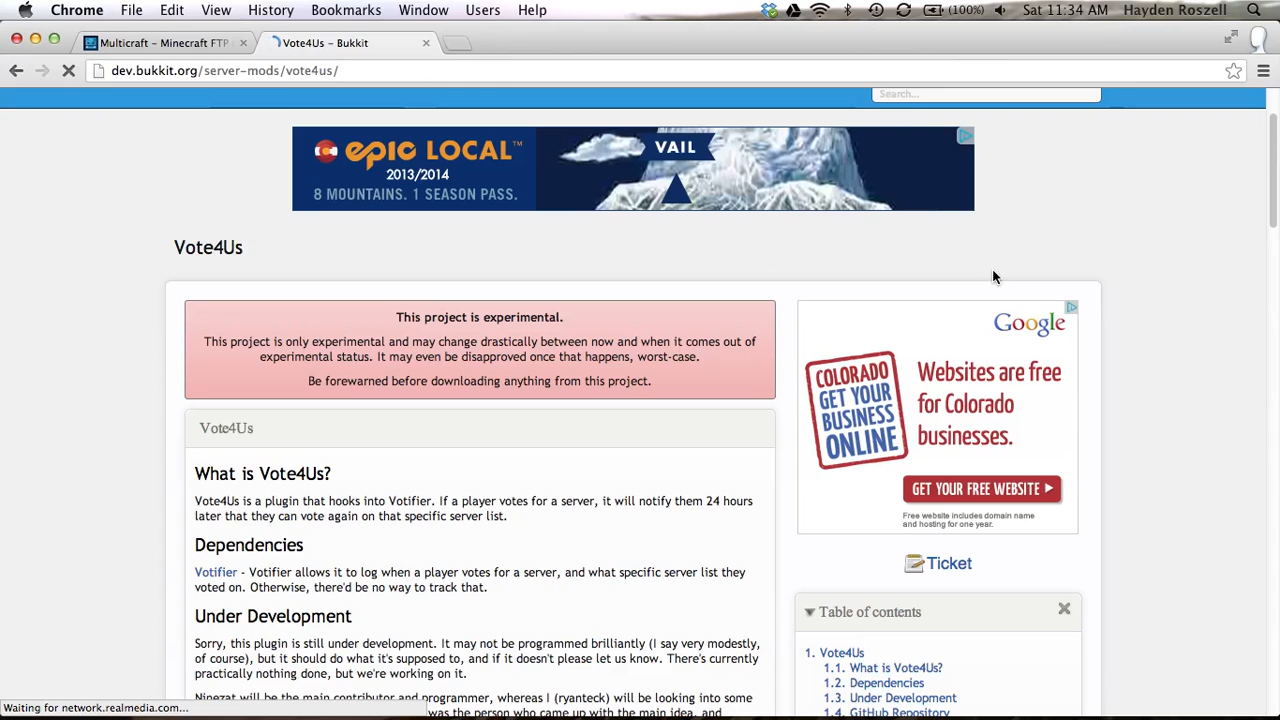 Chrome File Edit View History Bookmarks Window Users Help (100%) Sat 11:34 AM Hayden Roszell
Multicraft – Minecraft FTP
Vote4Us – Bukkit
dev.bukkit.org/server-mods/vote4us/
Search...
epic LOCAL™
2013/2014
8 MOUNTAINS. 1 SEASON PASS.
VAIL
Vote4Us
This project is experimental.
This project is only experimental and may change drastically between now and when it comes out of
experimental status. It may even be disapproved once that happens, worst-case.
Be forewarned before downloading anything from this project.
Vote4Us
What is Vote4Us?
Vote4Us is a plugin that hooks into Votifier. If a player votes for a server, it will notify them 24 hours
later that they can vote again on that specific server list.
Dependencies
Votifier - Votifier allows it to log when a player votes for a server, and what specific server list they
voted on. Otherwise, there'd be no way to track that.
Under Development
Sorry, this plugin is still under development. It may not be programmed brilliantly (I say very modestly,
of course), but it should do what it's supposed to, and if it doesn't please let us know. There's currently
practically nothing done, but we're working on it.
Ninezat will be the main contributor and programmer, whereas I (ryanteck) will be looking into some
was the person who came up with the main idea, and
Google
COLORADO
GET YOUR
BUSINESS
ONLINE
Websites are free
for Colorado
businesses.
GET YOUR FREE WEBSITE
Free website includes domain name
and hosting for one year.
Ticket
Table of contents
1. Vote4Us
1.1. What is Vote4Us?
1.2. Dependencies
1.3. Under Development
1.4. GitHub Repository
Waiting for network.realmedia.com...